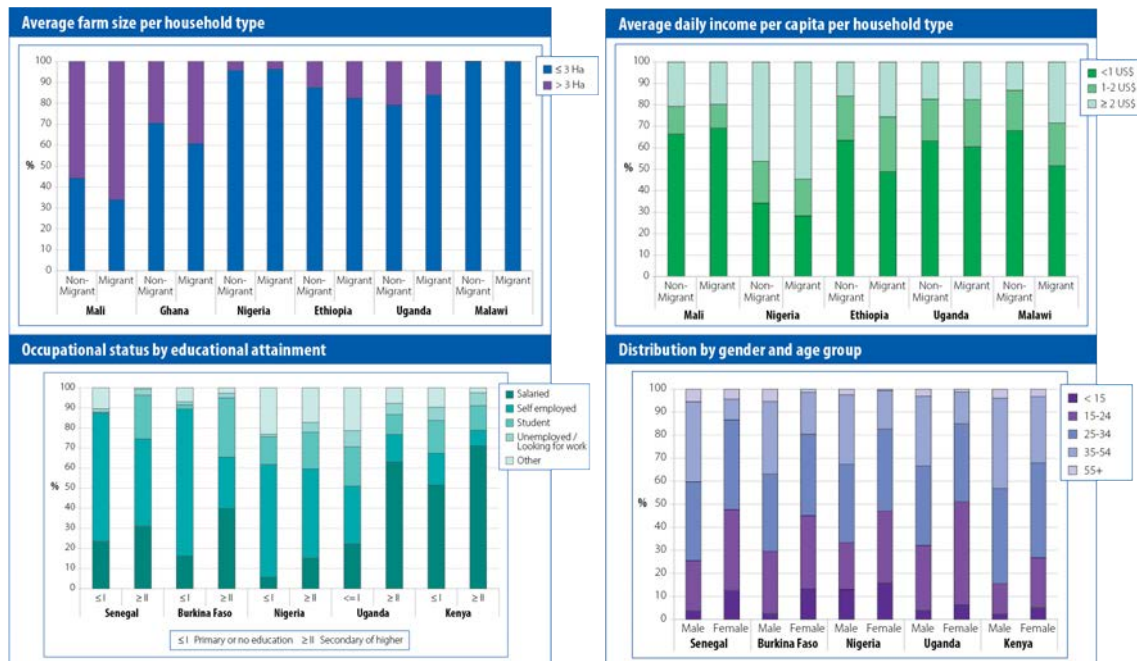 Average farm size per household type
100
90
80
70
60
50
40
30
20
10
0
%
≤ 3 Ha
> 3 Ha
Non-Migrant Migrant Non-Migrant Migrant Non-Migrant Migrant Non-Migrant Migrant Non-Migrant Migrant Non-Migrant Migrant
Mali Ghana Nigeria Ethiopia Uganda Malawi
Average daily income per capita per household type
100
90
80
70
60
50
40
30
20
10
0
%
<1 US$
1-2 US$
≥ 2 US$
Non-Migrant Migrant Non-Migrant Migrant Non-Migrant Migrant Non-Migrant Migrant Non-Migrant Migrant
Mali Nigeria Ethiopia Uganda Malawi
Occupational status by educational attainment
100
90
80
70
60
50
40
30
20
10
0
%
Salaried
Self employed
Student
Unemployed /
Looking for work
Other
≤ I ≥ II ≤ I ≥ II ≤ I ≥ II <= I ≥ II ≤ I ≥ II
Senegal Burkina Faso Nigeria Uganda Kenya
≤ I Primary or no education ≥ II Secondary of higher
Distribution by gender and age group
100
90
80
70
60
50
40
30
20
10
0
%
< 15
15-24
25-34
35-54
55+
Male Female Male Female Male Female Male Female Male Female
Senegal Burkina Faso Nigeria Uganda Kenya